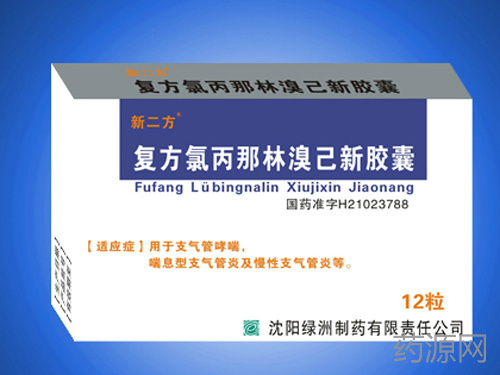 新二方®
复方氯丙那林溴己新胶囊
新二方®
复方氯丙那林溴己新胶囊
Fufang Lǜbingnalin Xiujixin Jiaonang
国药准字H21023788
【适应症】用于支气管哮喘，
喘息型支气管炎及慢性支气管炎等。
12粒
沈阳绿洲制药有限责任公司
药源网